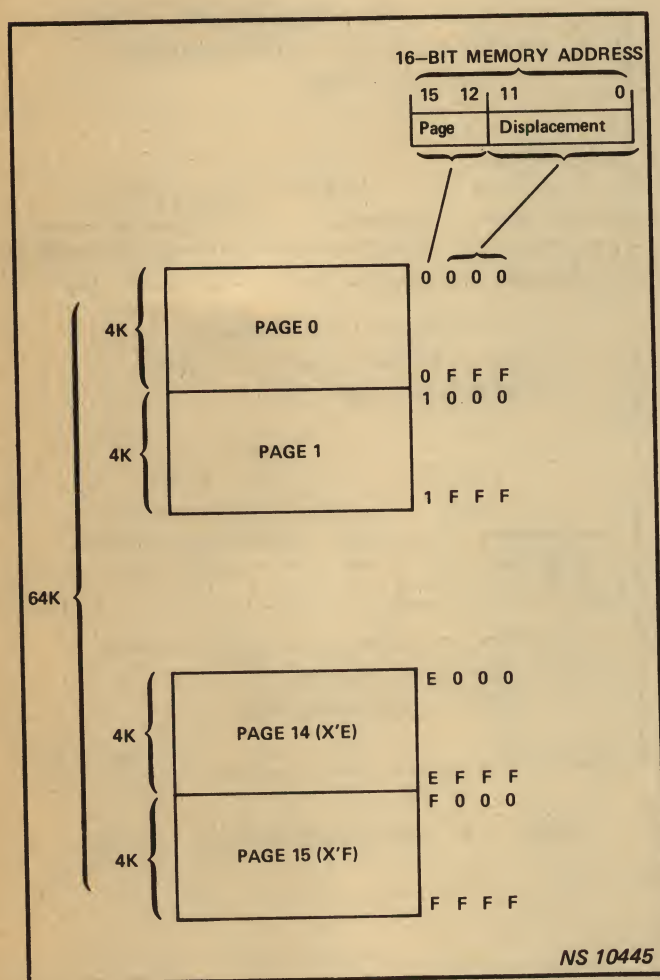 16–BIT MEMORY ADDRESS
15 12 11 0
Page Displacement
0 0 0 0
4K
PAGE 0
0 F F F
1 0 0 0
4K
PAGE 1
1 F F F
64K
E 0 0 0
4K
PAGE 14 (X'E)
E F F F
F 0 0 0
4K
PAGE 15 (X'F)
F F F F
NS 10445